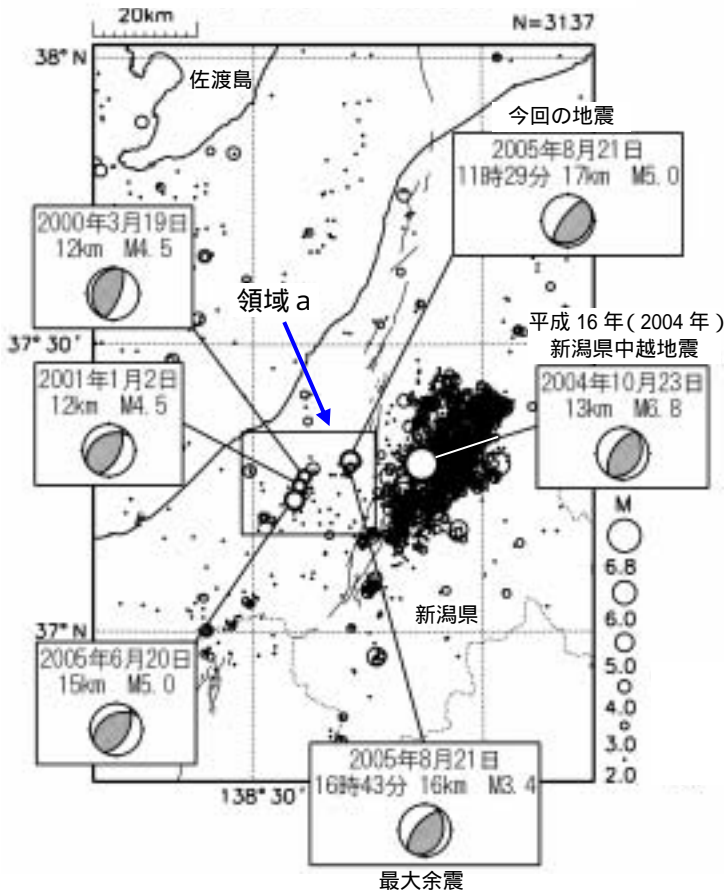 20km
N=3137
38°N
佐渡島
今回の地震
2005年8月21日
11時29分 17km M5.0
2000年3月19日
12km M4.5
領域a
平成16年(2004年)
新潟県中越地震
37°30'
2001年1月2日
12km M4.5
2004年10月23日
13km M6.8
M
6.8
6.0
5.0
4.0
3.0
2.0
新潟県
37°N
2005年6月20日
15km M5.0
138°30'
2005年8月21日
16時43分 16km M3.4
最大余震